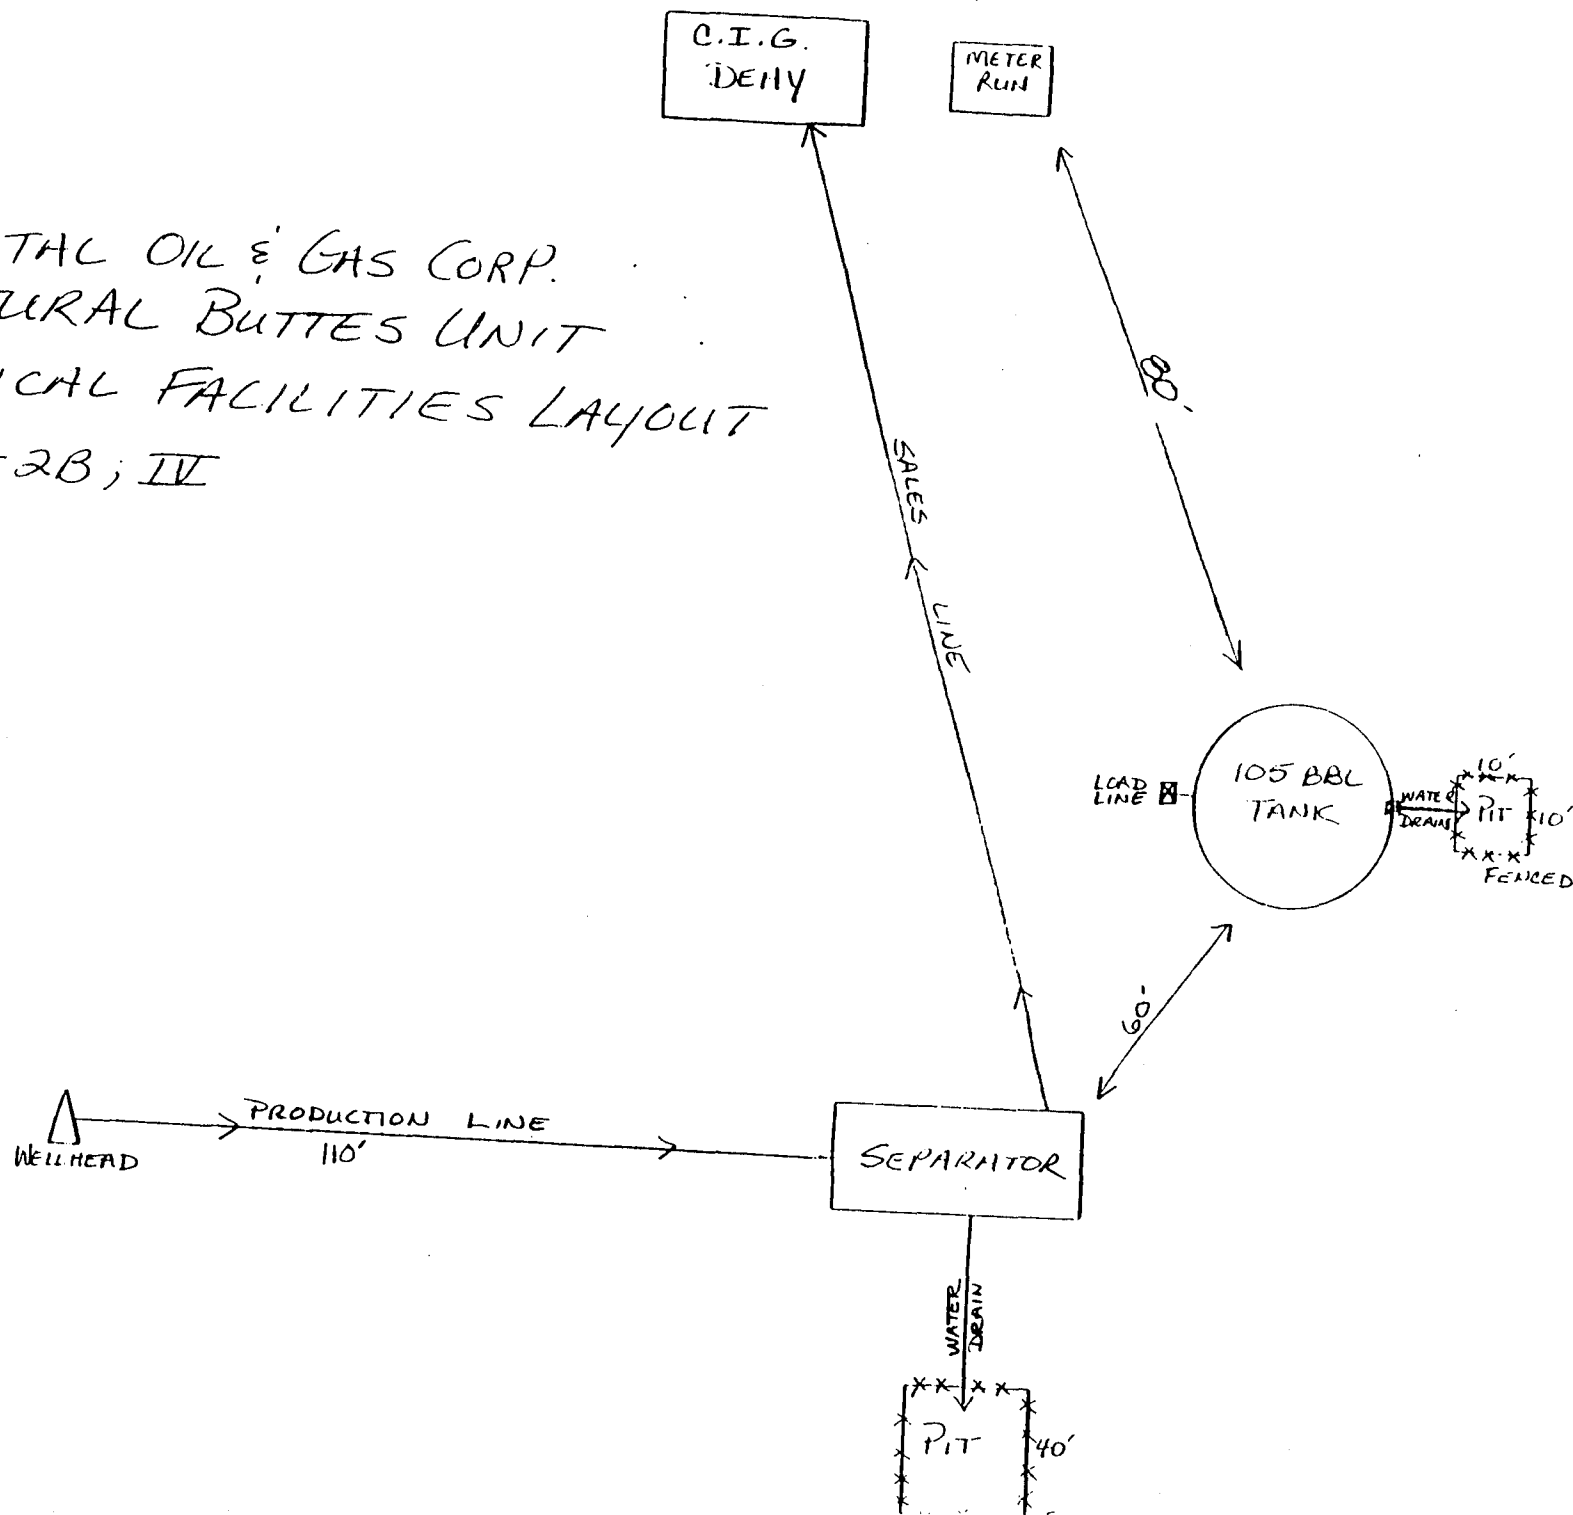 C.I.G.
DEHY
METER
RUN
TAL OIL & GAS CORP.
URAL BUTTES UNIT
ICAL FACILITIES LAYOUT
-2B; IV
80'
SALES LINE
LOAD
LINE
105 BBL
TANK
WATER
DRAIN
10'
PIT
10'
FENCED
60'
WELLHEAD
PRODUCTION LINE
110'
SEPARATOR
WATER
DRAIN
PIT
40'